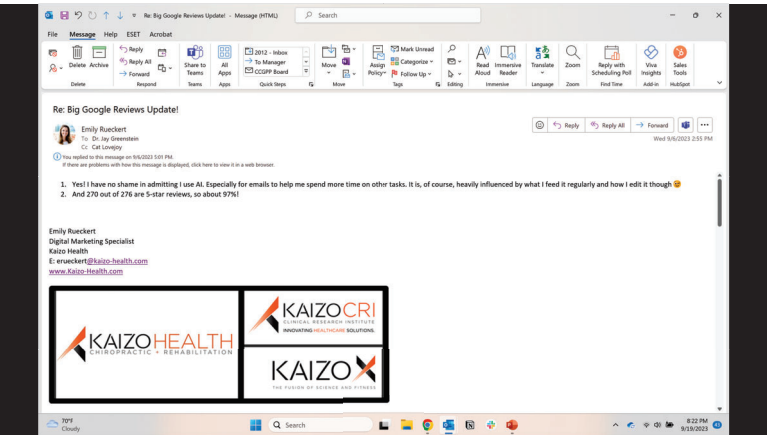 Re: Big Google Reviews Update! - Message (HTML)
Search
File Message Help ESET Acrobat
Delete Archive
Reply
Reply All
Forward
Share to Teams
All Apps
2012 - Inbox
To Manager
CCGPP Board
Move
Assign Policy
Mark Unread
Categorize
Follow Up
Read Aloud
Immersive Reader
Translate
Zoom
Reply with Scheduling Poll
Viva Insights
Sales Tools
Delete Respond Teams Apps Quick Steps Move Tags Editing Immersive Language Zoom Find Time Add-in HubSpot
Re: Big Google Reviews Update!
Emily Rueckert
To Dr. Jay Greenstein
Cc Cat Lovejoy
Reply Reply All Forward
Wed 9/6/2023 2:55 PM
You replied to this message on 9/6/2023 5:01 PM.
If there are problems with how this message is displayed, click here to view it in a web browser.
1. Yes! I have no shame in admitting I use AI. Especially for emails to help me spend more time on other tasks. It is, of course, heavily influenced by what I feed it regularly and how I edit it though
2. And 270 out of 276 are 5-star reviews, so about 97%!
Emily Rueckert
Digital Marketing Specialist
Kaizo Health
E: erueckert@kaizo-health.com
www.Kaizo-Health.com
KAIZOHEALTH
CHIROPRACTIC + REHABILITATION
KAIZOCRI
CLINICAL RESEARCH INSTITUTE
INNOVATING HEALTHCARE SOLUTIONS.
KAIZO X
THE FUSION OF SCIENCE AND FITNESS
70°F
Cloudy
Search
8:22 PM
9/19/2023